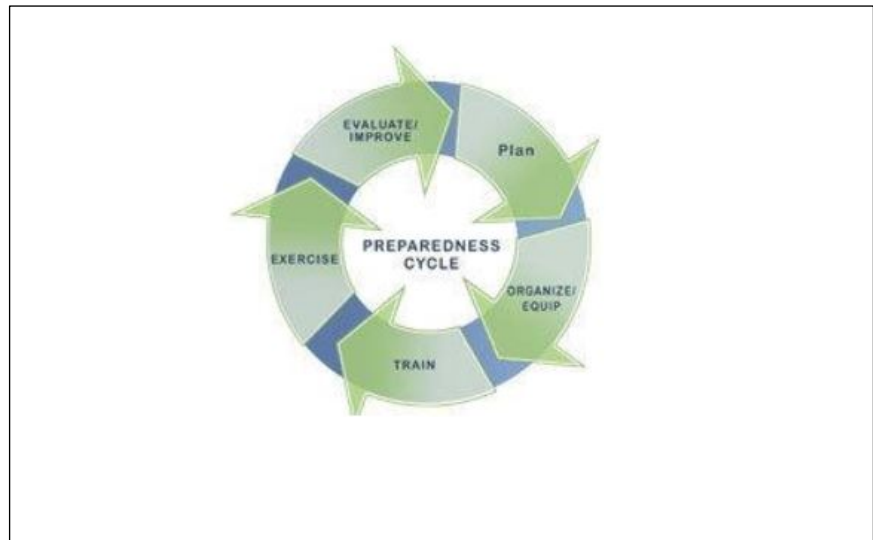 EVALUATE/
IMPROVE
Plan
PREPAREDNESS
CYCLE
EXERCISE
ORGANIZE/
EQUIP
TRAIN